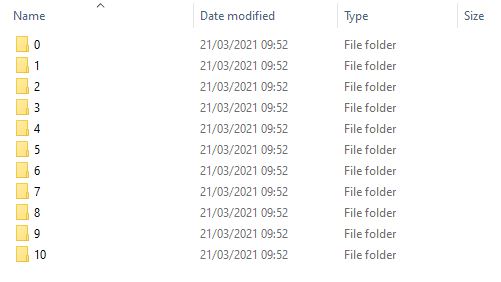 Name Date modified Type Size
0 21/03/2021 09:52 File folder
1 21/03/2021 09:52 File folder
2 21/03/2021 09:52 File folder
3 21/03/2021 09:52 File folder
4 21/03/2021 09:52 File folder
5 21/03/2021 09:52 File folder
6 21/03/2021 09:52 File folder
7 21/03/2021 09:52 File folder
8 21/03/2021 09:52 File folder
9 21/03/2021 09:52 File folder
10 21/03/2021 09:52 File folder